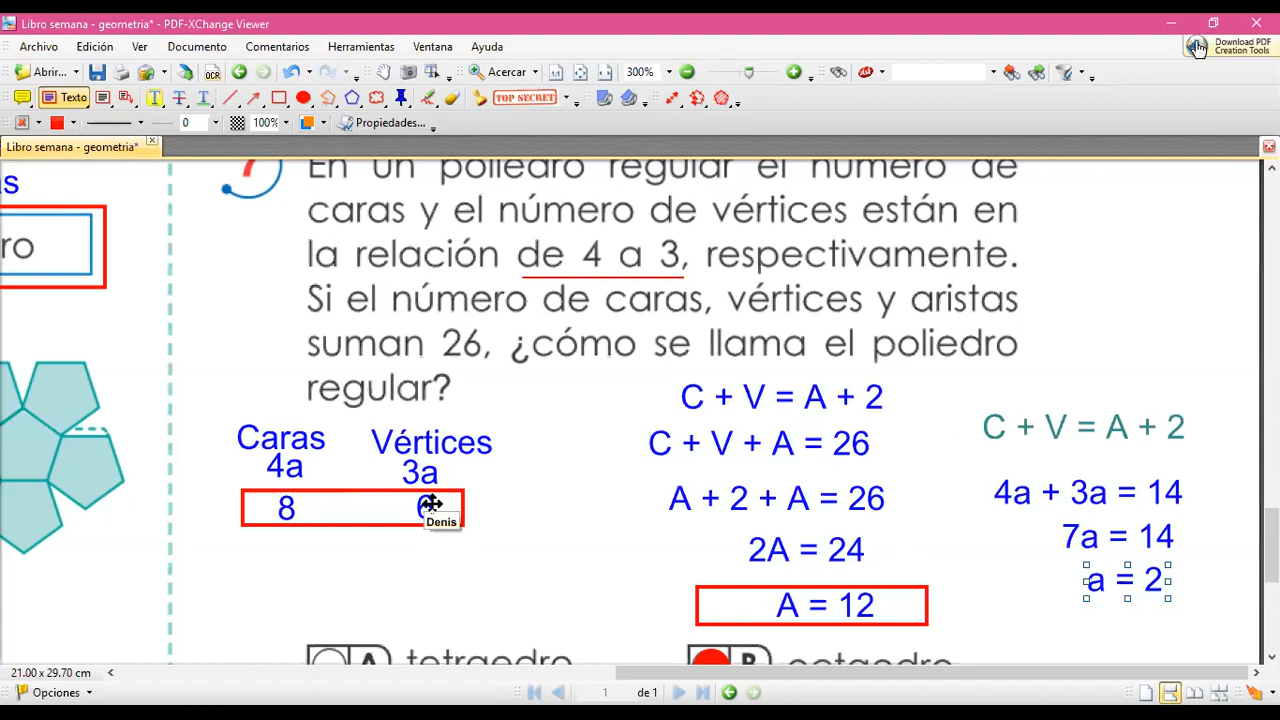 Libro semana - geometria* - PDF-XChange Viewer
Archivo Edición Ver Documento Comentarios Herramientas Ventana Ayuda
Download PDF
Creation Tools
Abrir... OCR Acercar 300%
Texto TOP SECRET
0 100% Propiedades...
Libro semana - geometria*
7 En un poliedro regular el número de
caras y el número de vértices están en
la relación de 4 a 3, respectivamente.
Si el número de caras, vértices y aristas
suman 26, ¿cómo se llama el poliedro
regular?
as
ro
Caras Vértices
4a 3a
8 6
Denis
C + V = A + 2
C + V + A = 26
A + 2 + A = 26
2A = 24
A = 12
C + V = A + 2
4a + 3a = 14
7a = 14
a = 2
A tetraedro B octaedro
21.00 x 29.70 cm
Opciones 1 de 1